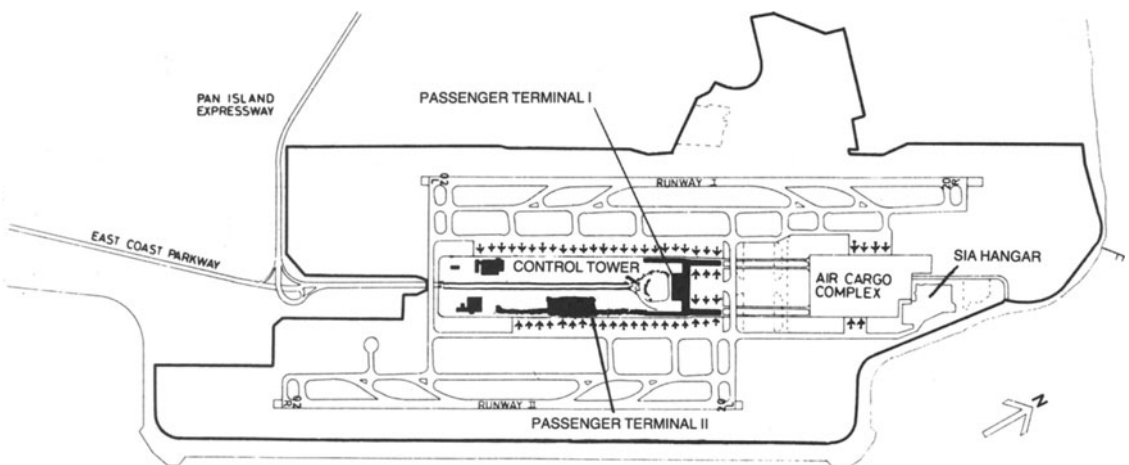 PAN ISLAND
EXPRESSWAY
PASSENGER TERMINAL I
RUNWAY I
EAST COAST PARKWAY
CONTROL TOWER
AIR CARGO
COMPLEX
SIA HANGAR
RUNWAY II
PASSENGER TERMINAL II
N